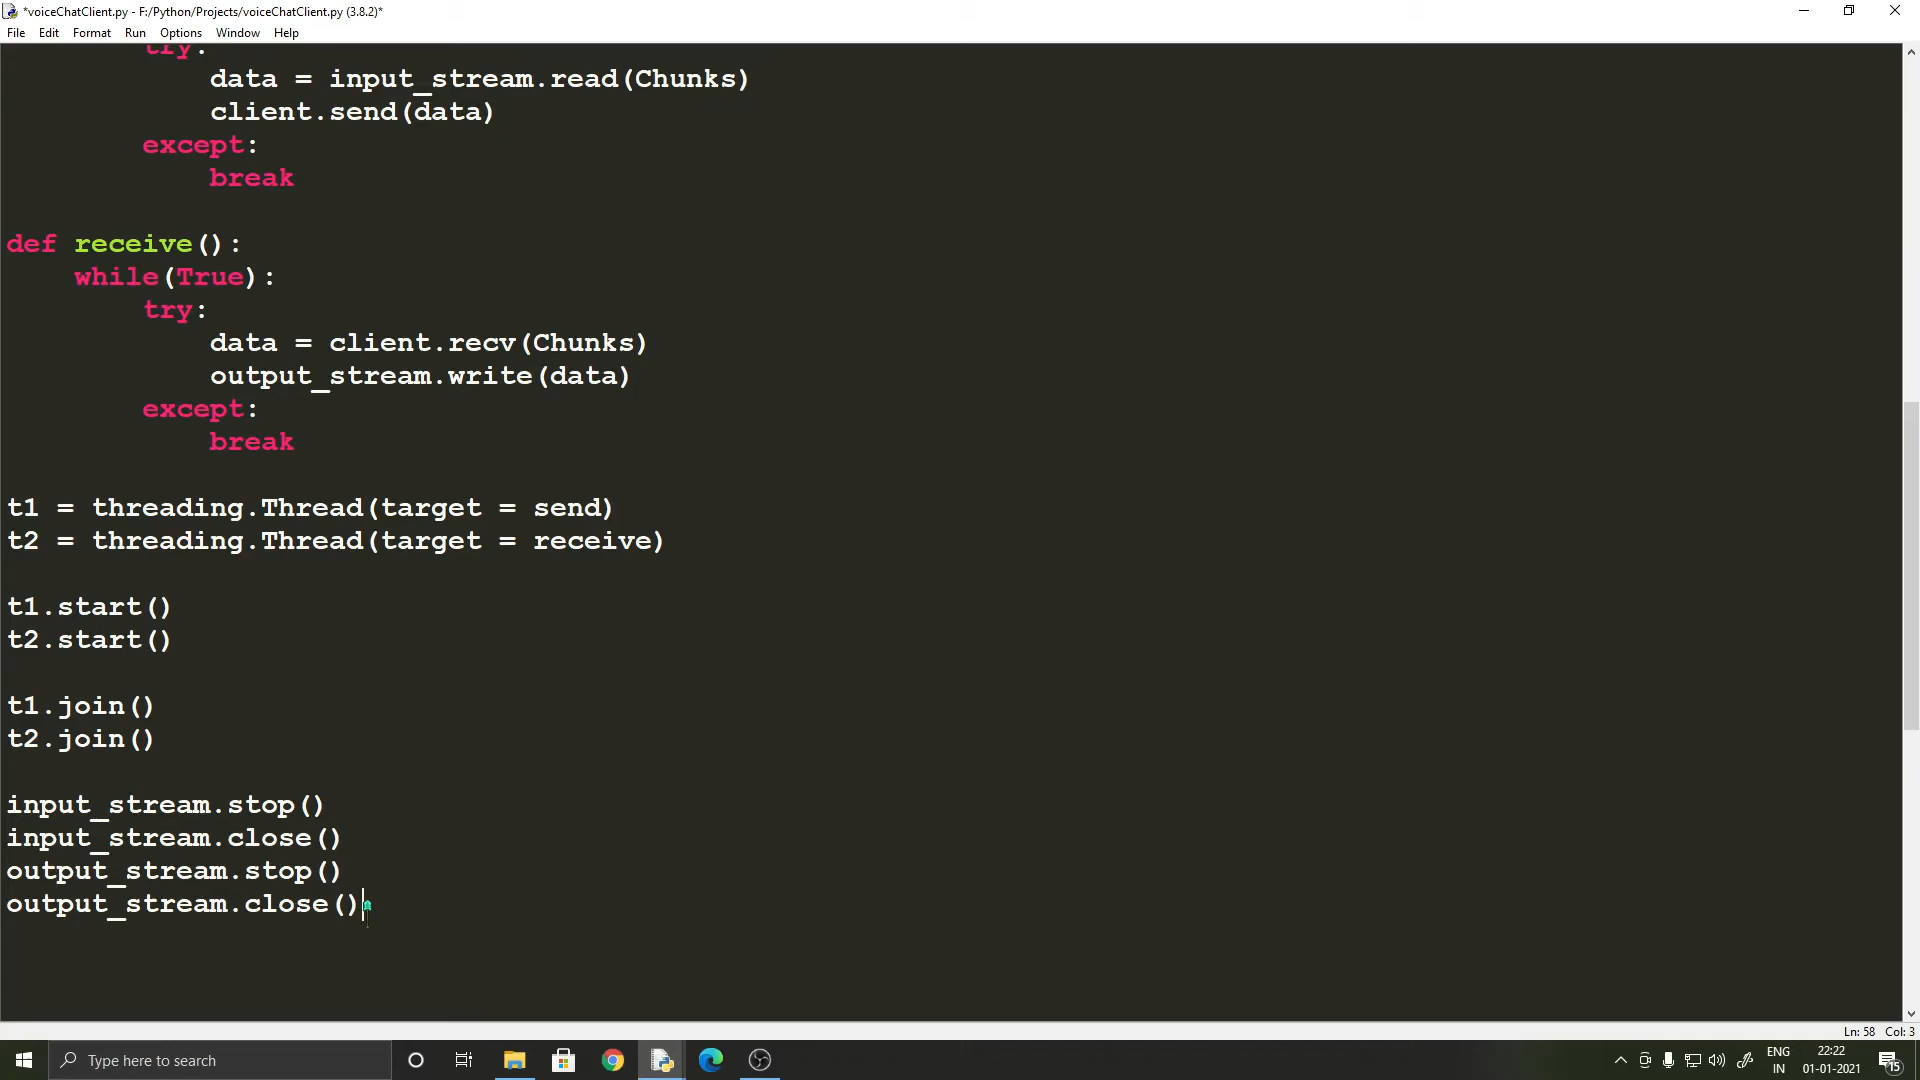 *voiceChatClient.py - F:/Python/Projects/voiceChatClient.py (3.8.2)*
File Edit Format Run Options Window Help
try:
data = input_stream.read(Chunks)
client.send(data)
except:
break
def receive():
while(True):
try:
data = client.recv(Chunks)
output_stream.write(data)
except:
break
t1 = threading.Thread(target = send)
t2 = threading.Thread(target = receive)
t1.start()
t2.start()
t1.join()
t2.join()
input_stream.stop()
input_stream.close()
output_stream.stop()
output_stream.close()
Ln: 58 Col: 3
Type here to search
ENG
IN
22:22
01-01-2021
15